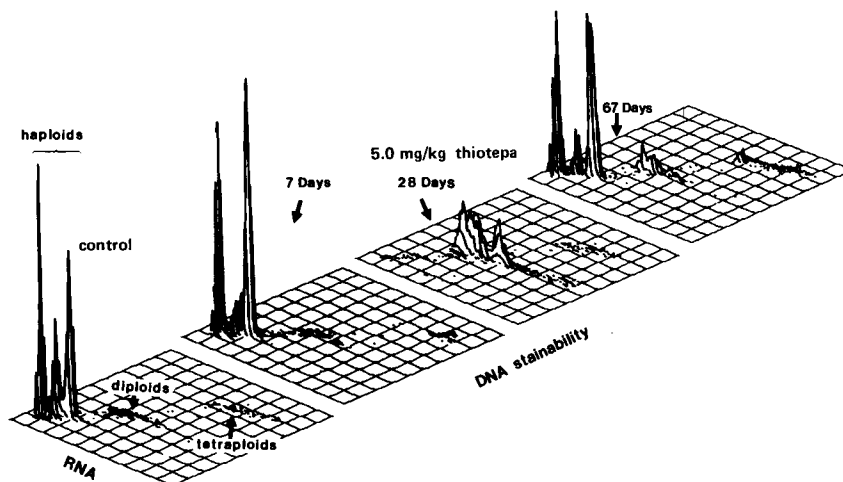 haploids
control
diploids
tetraploids
RNA
7 Days
5.0 mg/kg thiotepa
28 Days
67 Days
DNA stainability